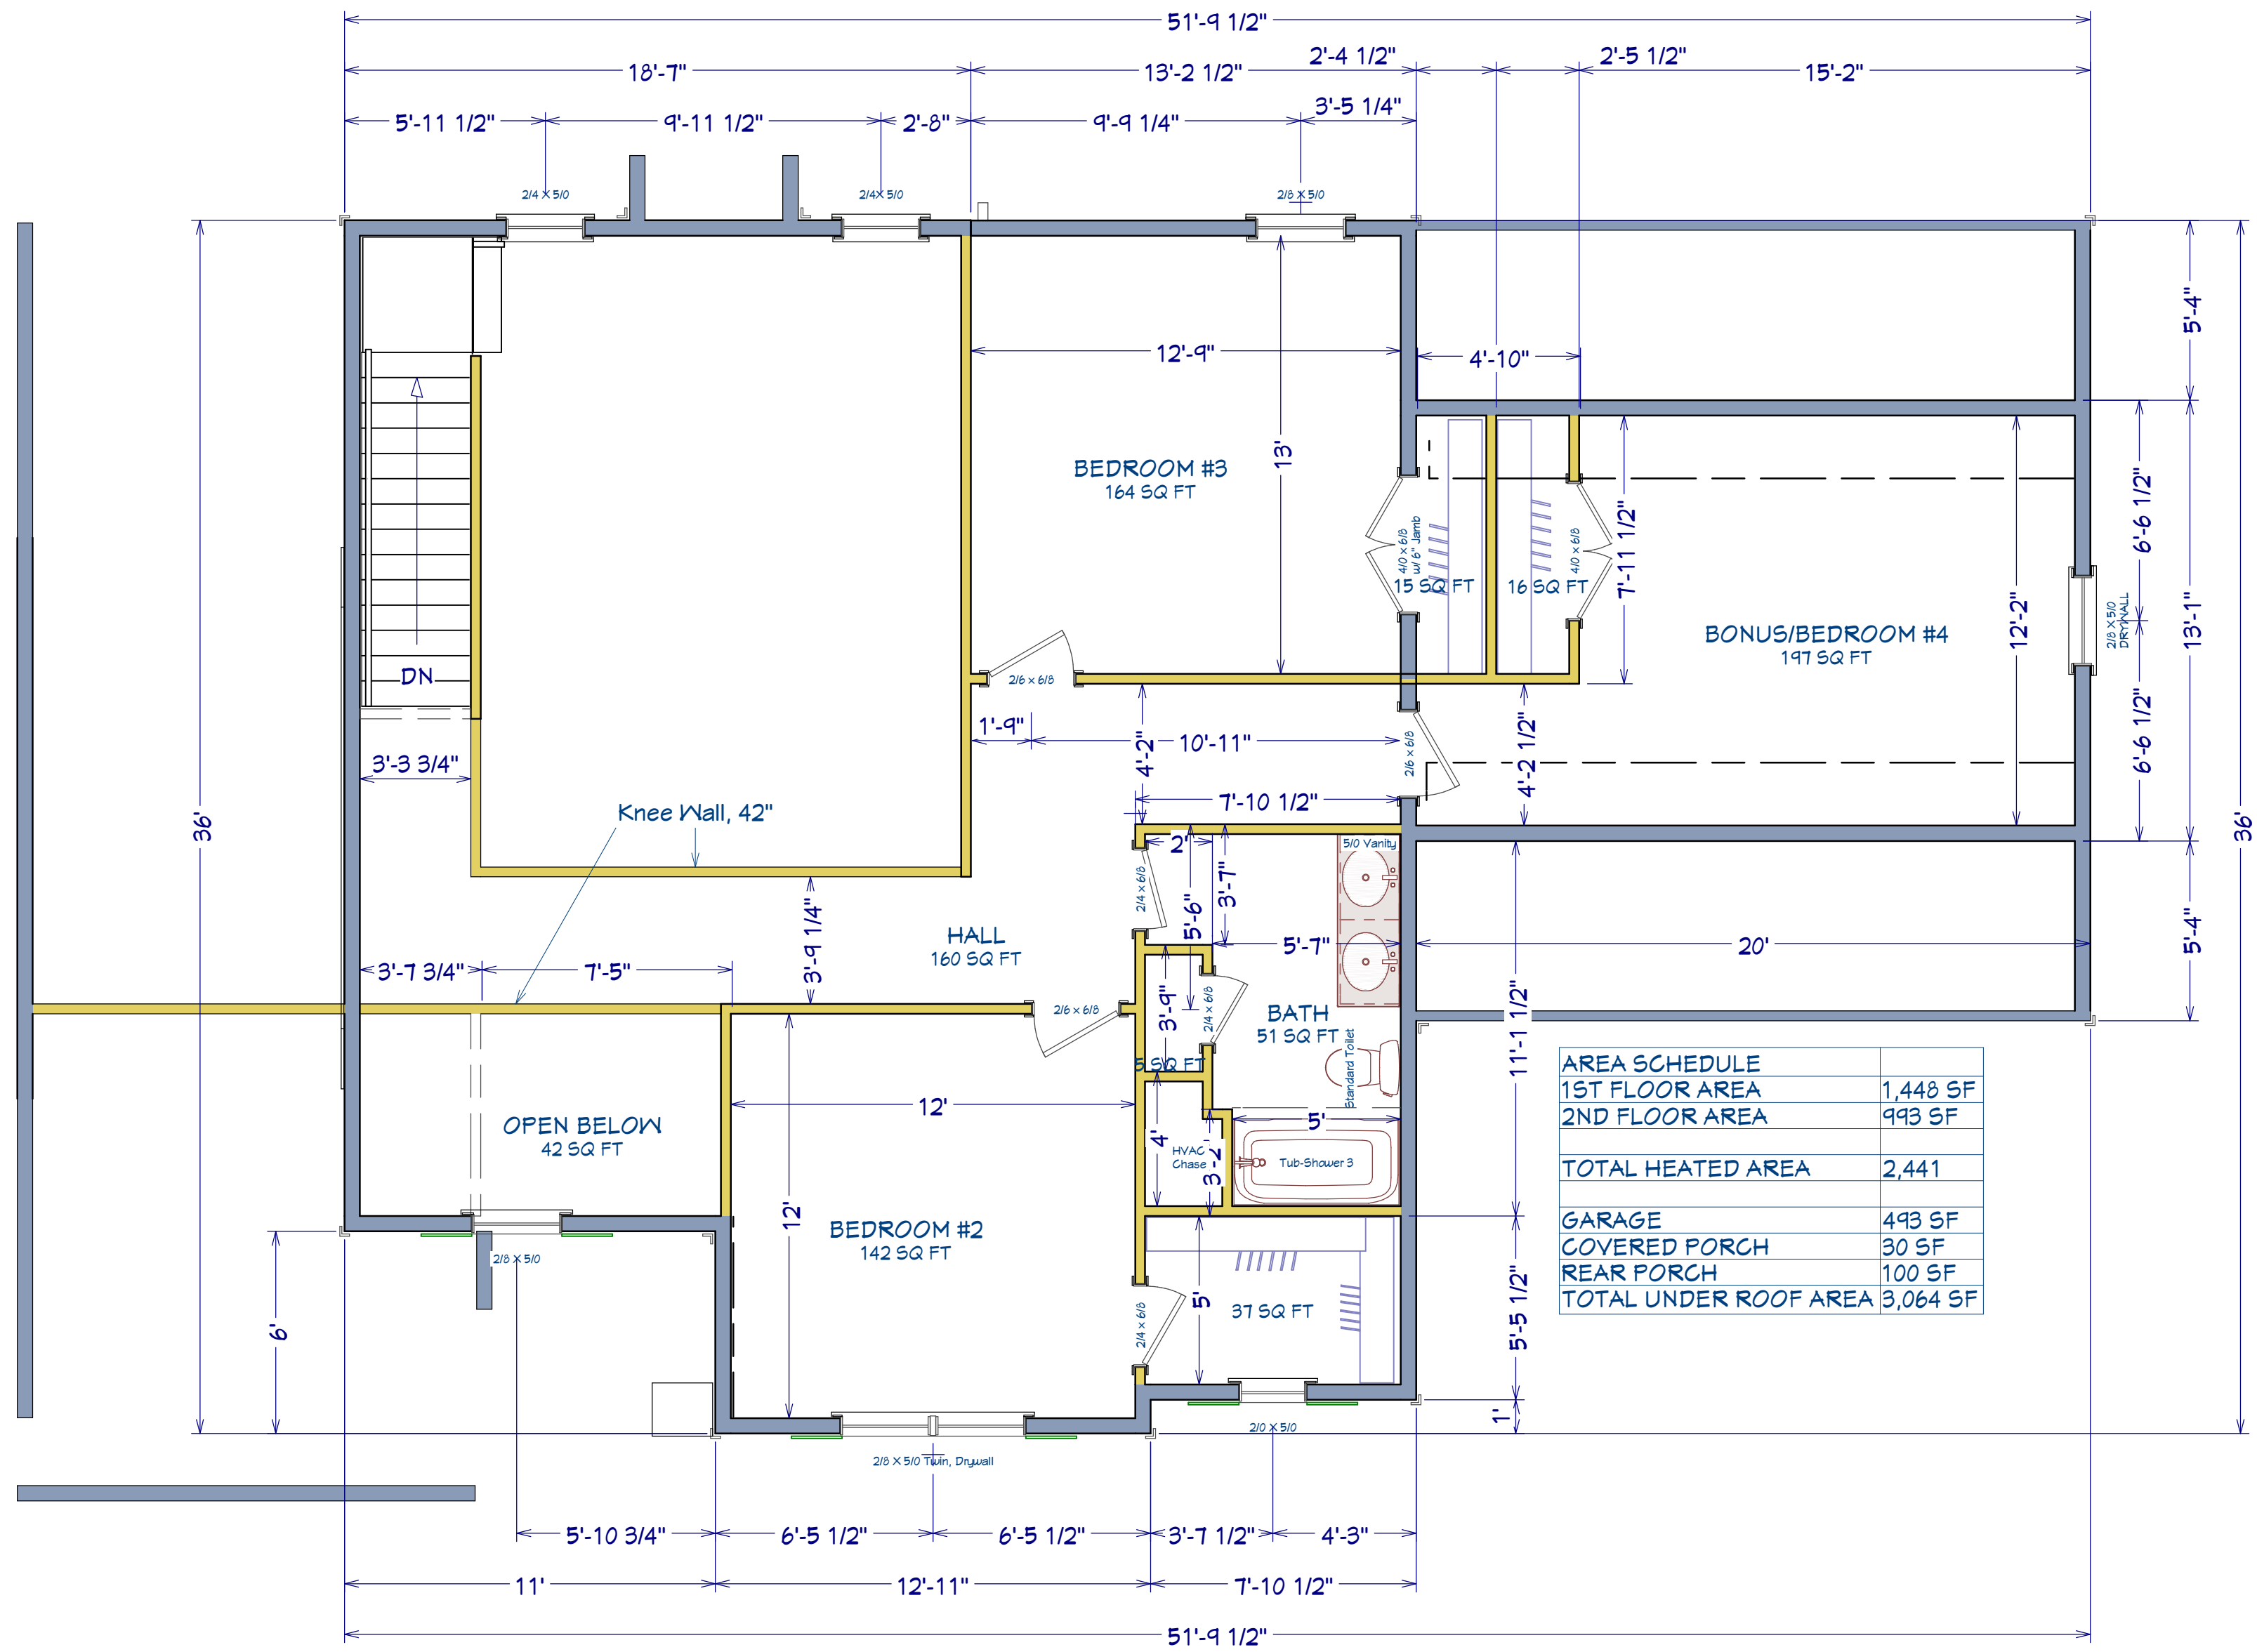 51'-9 1/2"
18'-7"
13'-2 1/2"
2'-4 1/2"
2'-5 1/2"
15'-2"
5'-11 1/2"
9'-11 1/2"
2'-8"
9'-9 1/4"
3'-5 1/4"
2/4 X 5/0
2/4 X 5/0
2/8 X 5/0
5'-4"
12'-9"
4'-10"
13'
BEDROOM #3
164 SQ FT
4/0 x 6/8
w/ 6" Jamb
15 SQ FT
4/0 x 6/8
16 SQ FT
7'-11 1/2"
BONUS/BEDROOM #4
197 SQ FT
12'-2"
2/8 X 5/0
DRYWALL
6'-6 1/2"
6'-6 1/2"
13'-1"
36'
36'
DN
2/6 x 6/8
3'-3 3/4"
1'-9"
4'-2"
10'-11"
2/6 x 6/8
4'-2 1/2"
Knee Wall, 42"
7'-10 1/2"
2'
5/0 Vanity
2/4 x 6/8
5'-6"
3'-7"
3'-9 1/4"
HALL
160 SQ FT
5'-7"
20'
5'-4"
3'-7 3/4"
7'-5"
2/6 x 6/8
3'-9"
2/4 x 6/8
BATH
51 SQ FT
Standard Toilet
11'-1 1/2"
5 SQ FT
12'
OPEN BELOW
42 SQ FT
4'
HVAC
Chase
3'-2"
5'
Tub-Shower 3
AREA SCHEDULE
1ST FLOOR AREA 1,448 SF
2ND FLOOR AREA 993 SF
TOTAL HEATED AREA 2,441
GARAGE 493 SF
COVERED PORCH 30 SF
REAR PORCH 100 SF
TOTAL UNDER ROOF AREA 3,064 SF
12'
BEDROOM #2
142 SQ FT
2/8 X 5/0
6'
2/4 x 6/8
5'
37 SQ FT
5'-5 1/2"
1'
2/0 X 5/0
2/8 X 5/0 Twin, Drywall
5'-10 3/4"
6'-5 1/2"
6'-5 1/2"
3'-7 1/2"
4'-3"
11'
12'-11"
7'-10 1/2"
51'-9 1/2"